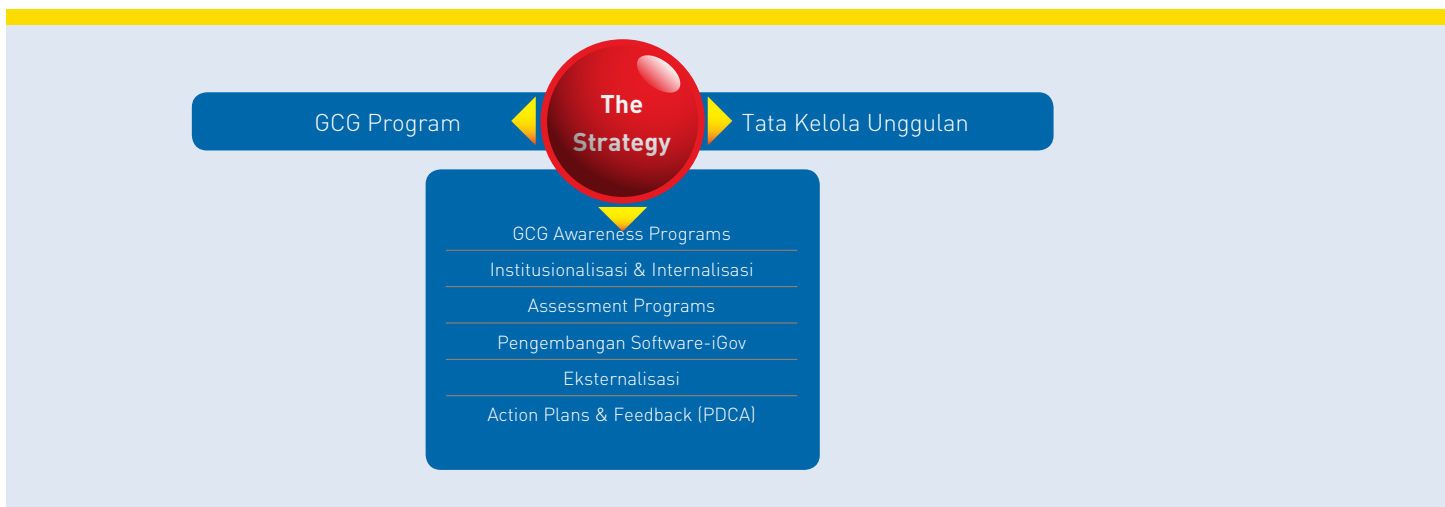 GCG Program
The
Strategy
Tata Kelola Unggulan
GCG Awareness Programs
Institusionalisasi & Internalisasi
Assessment Programs
Pengembangan Software-iGov
Eksternalisasi
Action Plans & Feedback (PDCA)